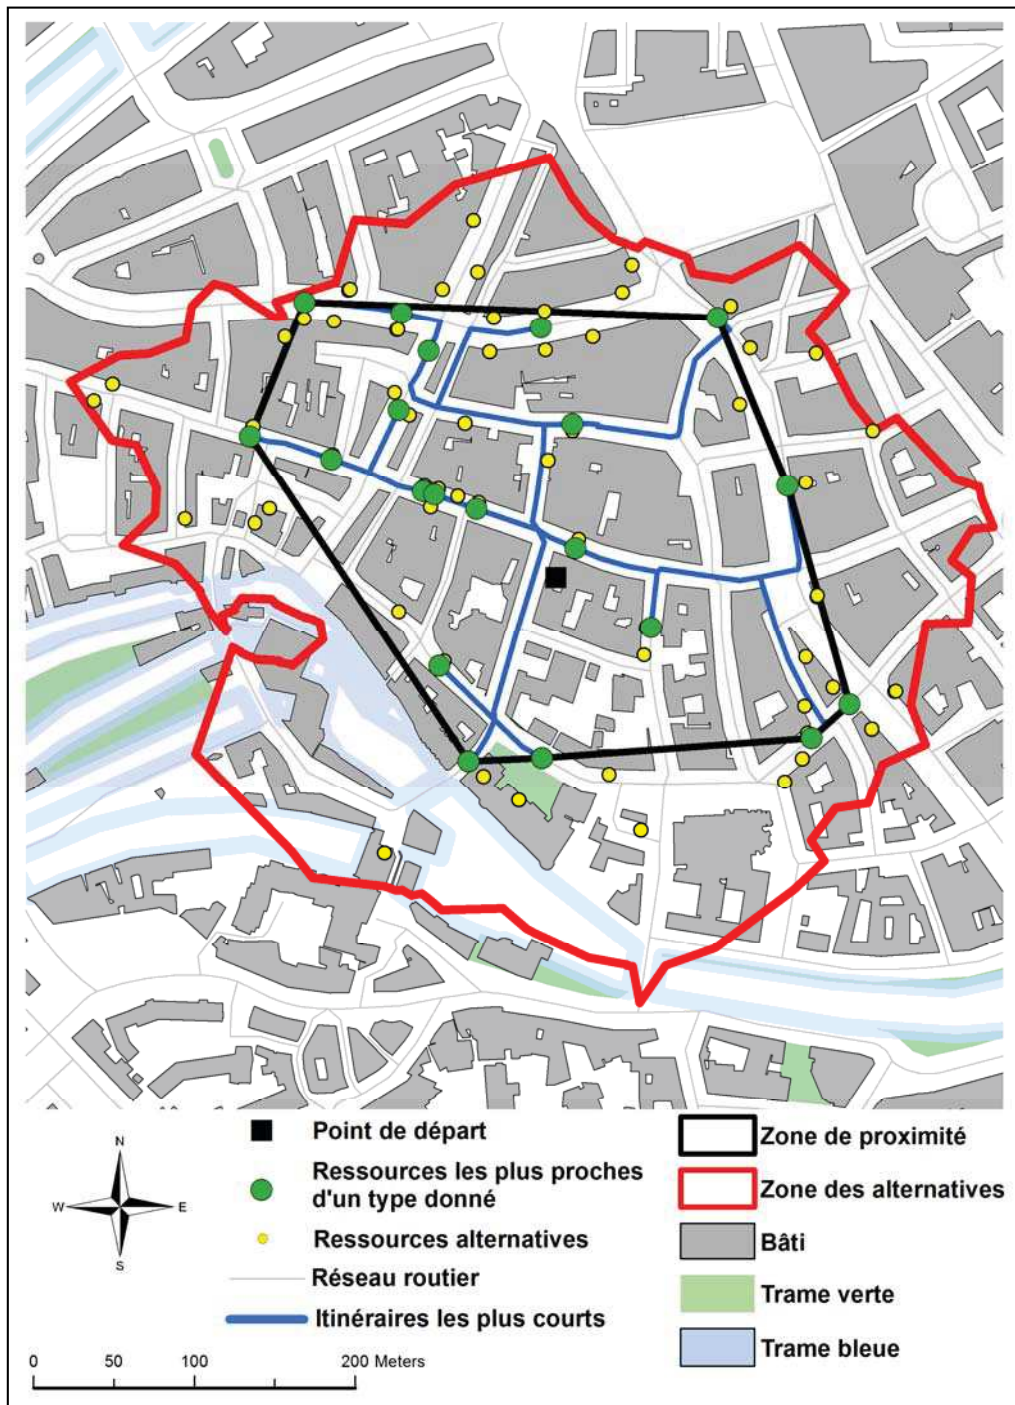 Point de départ
Ressources les plus proches
d'un type donné
Ressources alternatives
Réseau routier
Itinéraires les plus courts
Zone de proximité
Zone des alternatives
Bâti
Trame verte
Trame bleue
N
W E
S
0 50 100 200 Meters